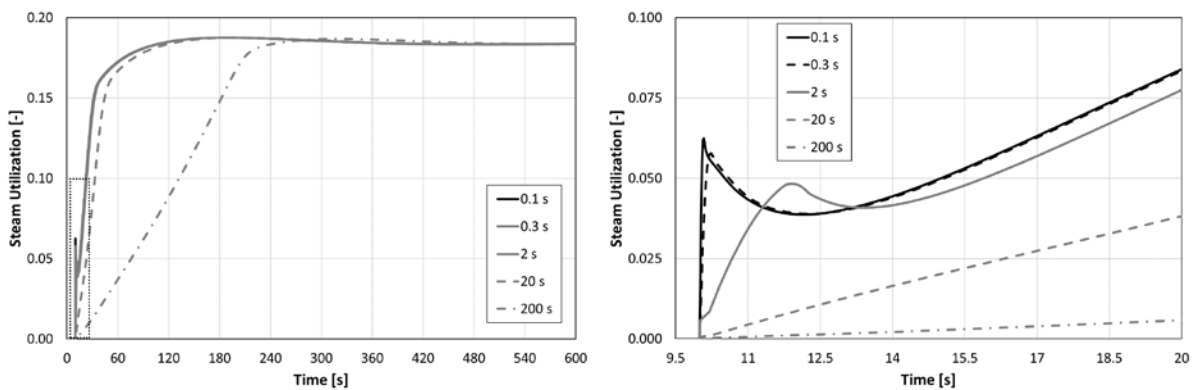 0.20
0.15
0.10
0.05
0.00
Steam Utilization [-]
0 60 120 180 240 300 360 420 480 540 600
Time [s]
0.1 s
0.3 s
2 s
20 s
200 s
0.100
0.075
0.050
0.025
0.000
Steam Utilization [-]
9.5 11 12.5 14 15.5 17 18.5 20
Time [s]
0.1 s
0.3 s
2 s
20 s
200 s